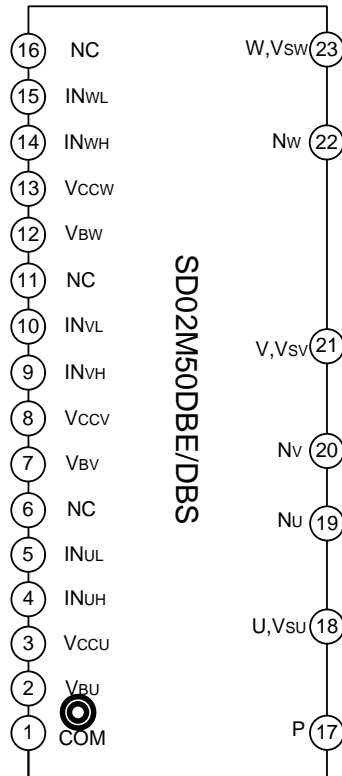 16 NC W,VSW 23
15 INWL
14 INWH NW 22
13 VCCW
12 VBW
11 NC
10 INVL V,VSV 21
9 INVH
8 VCCV
7 VBV NV 20
6 NC NU 19
5 INUL
4 INUH U,VSU 18
3 VCCU
2 VBU
1 COM P 17
SD02M50DBE/DBS